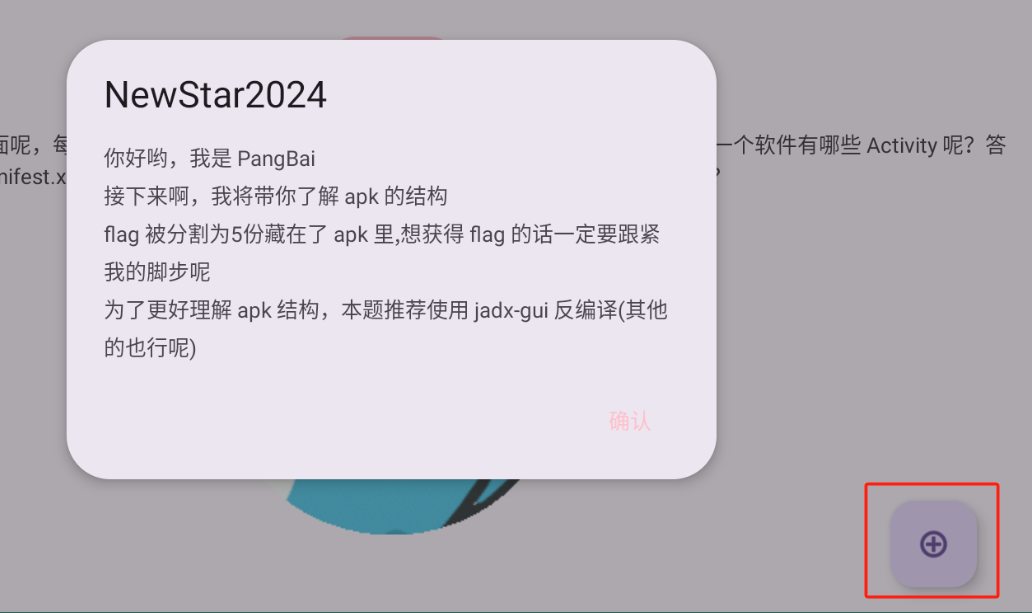 NewStar2024
面呢，每
一个软件有哪些 Activity 呢？答
nifest.x
你好哟，我是 PangBai
接下来啊，我将带你了解 apk 的结构
flag 被分割为5份藏在了 apk 里,想获得 flag 的话一定要跟紧
我的脚步呢
为了更好理解 apk 结构，本题推荐使用 jadx-gui 反编译(其他
的也行呢)
确认